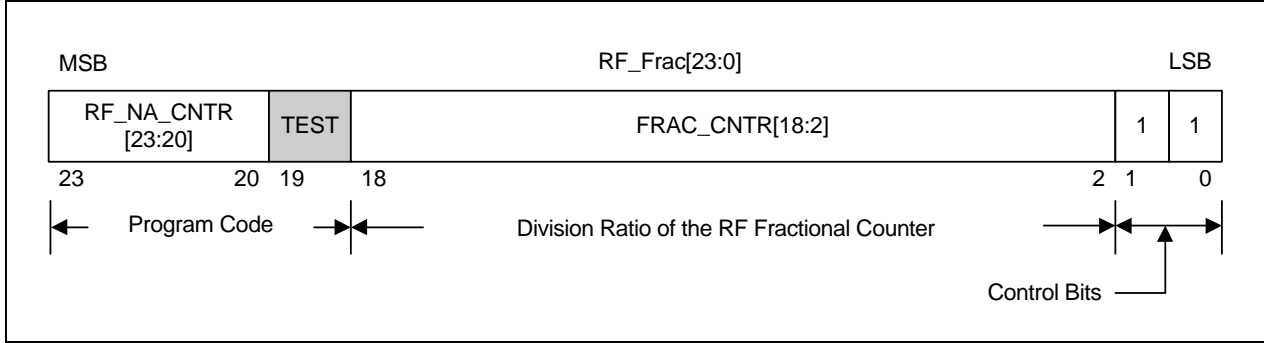 MSB RF_Frac[23:0] LSB
RF_NA_CNTR
[23:20]
TEST FRAC_CNTR[18:2] 1 1
23 20 19 18 2 1 0
Program Code Division Ratio of the RF Fractional Counter
Control Bits